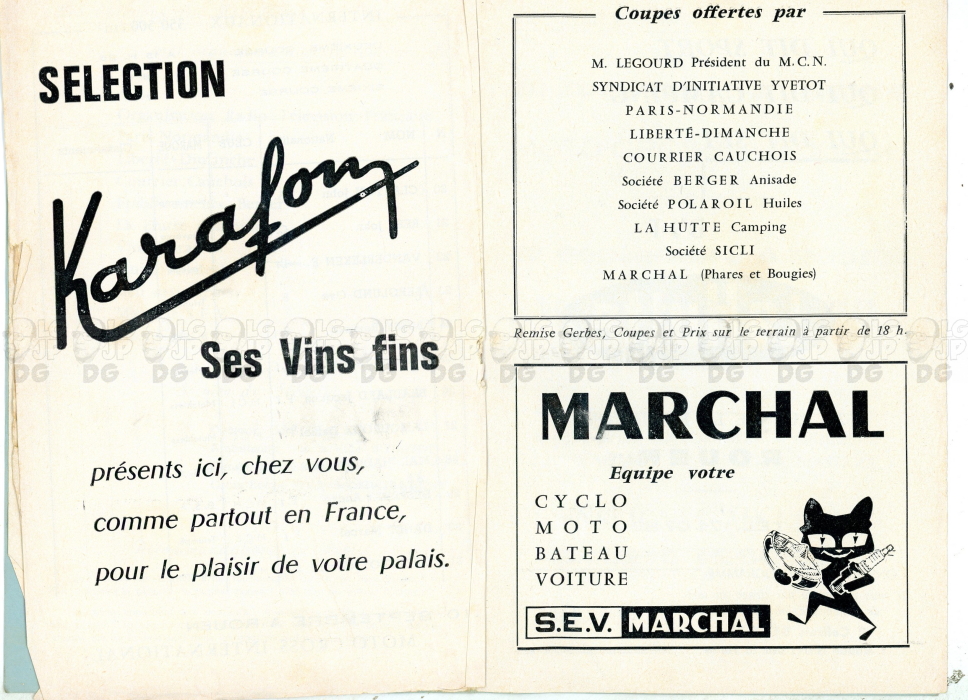 SELECTION
Karafon
Ses Vins fins
présents ici, chez vous,
comme partout en France,
pour le plaisir de votre palais.
Coupes offertes par
M. LEGOURD Président du M.C.N.
SYNDICAT D'INITIATIVE YVETOT
PARIS-NORMANDIE
LIBERTÉ-DIMANCHE
COURRIER CAUCHOIS
Société BERGER Anisade
Société POLAROIL Huiles
LA HUTTE Camping
Société SICLI
MARCHAL (Phares et Bougies)
Remise Gerbes, Coupes et Prix sur le terrain à partir de 18 h.
MARCHAL
Equipe votre
CYCLO
MOTO
BATEAU
VOITURE
S.E.V. MARCHAL